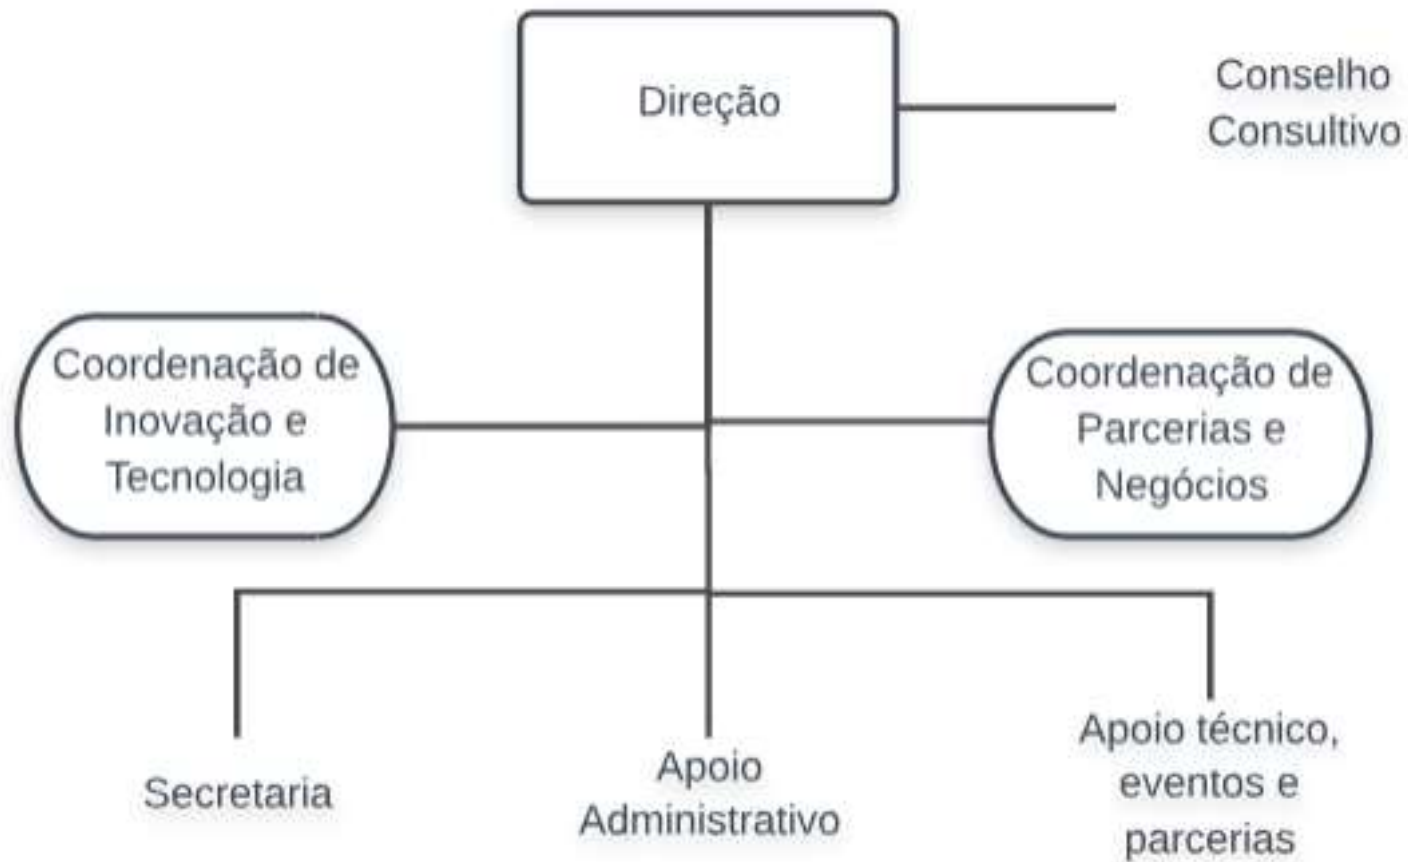 Direção
Conselho
Consultivo
Coordenação de
Inovação e
Tecnologia
Coordenação de
Parcerias e
Negócios
Secretaria
Apoio
Administrativo
Apoio técnico,
eventos e
parcerias